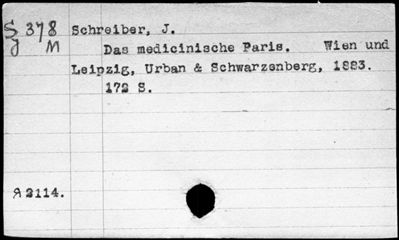 S 378 Schreiber, J.
J M Das medicinische Paris. Wien und
Leipzig, Urban & Schwarzenberg, 1883.
172 S.
Я 2114.